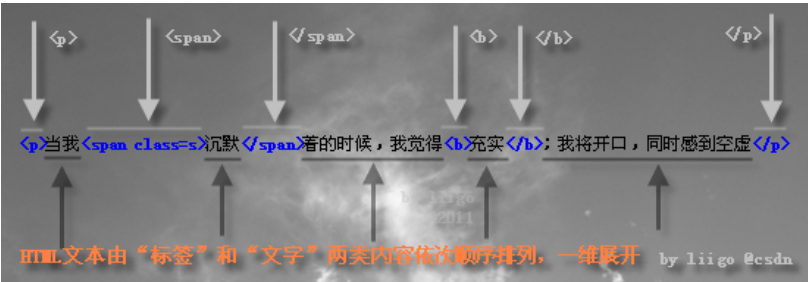 <p> <span> </span> <b> </b> </p>
<p>当我<span class=s>沉默</span>着的时候，我觉得<b>充实</b>；我将开口，同时感到空虚</p>
by liigo
2011
HTML文本由“标签”和“文字”两类内容依次顺序排列，一维展开 by liigo @csdn